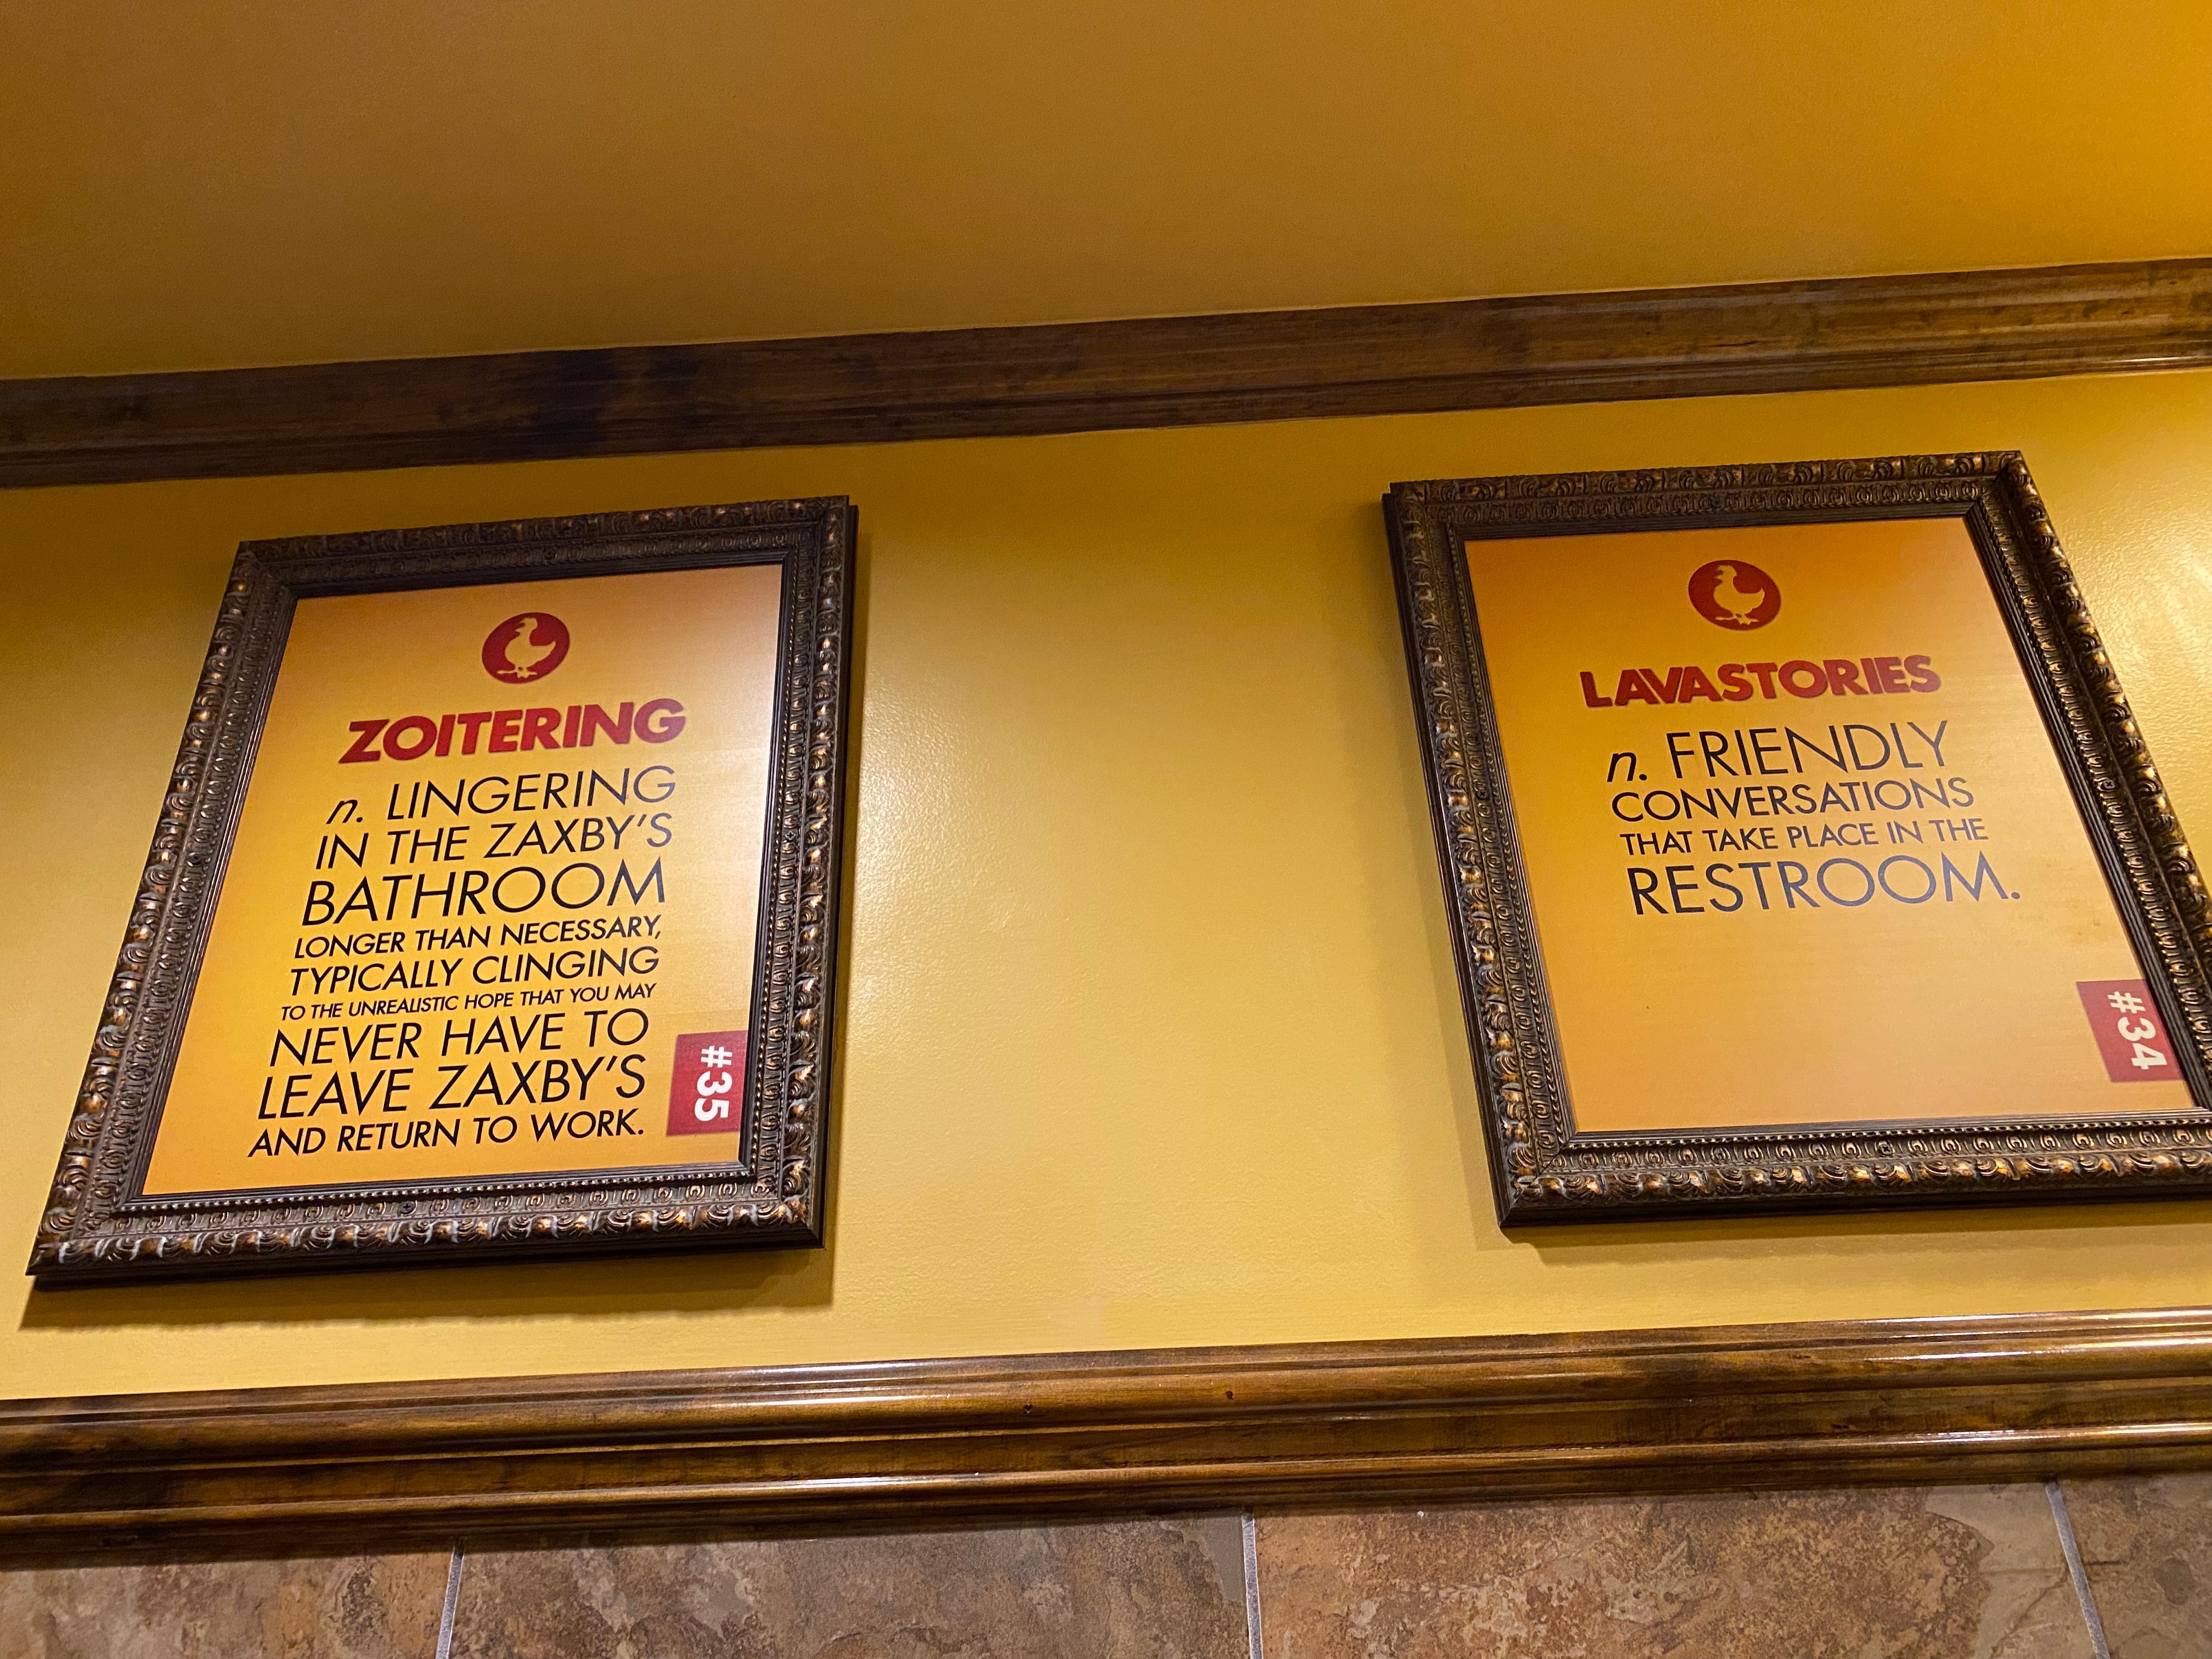 ZOITERING
n. LINGERING
IN THE ZAXBY'S
BATHROOM
LONGER THAN NECESSARY,
TYPICALLY CLINGING
TO THE UNREALISTIC HOPE THAT YOU MAY
NEVER HAVE TO
LEAVE ZAXBY'S
AND RETURN TO WORK.
#35
LAVASTORIES
n. FRIENDLY
CONVERSATIONS
THAT TAKE PLACE IN THE
RESTROOM.
#34